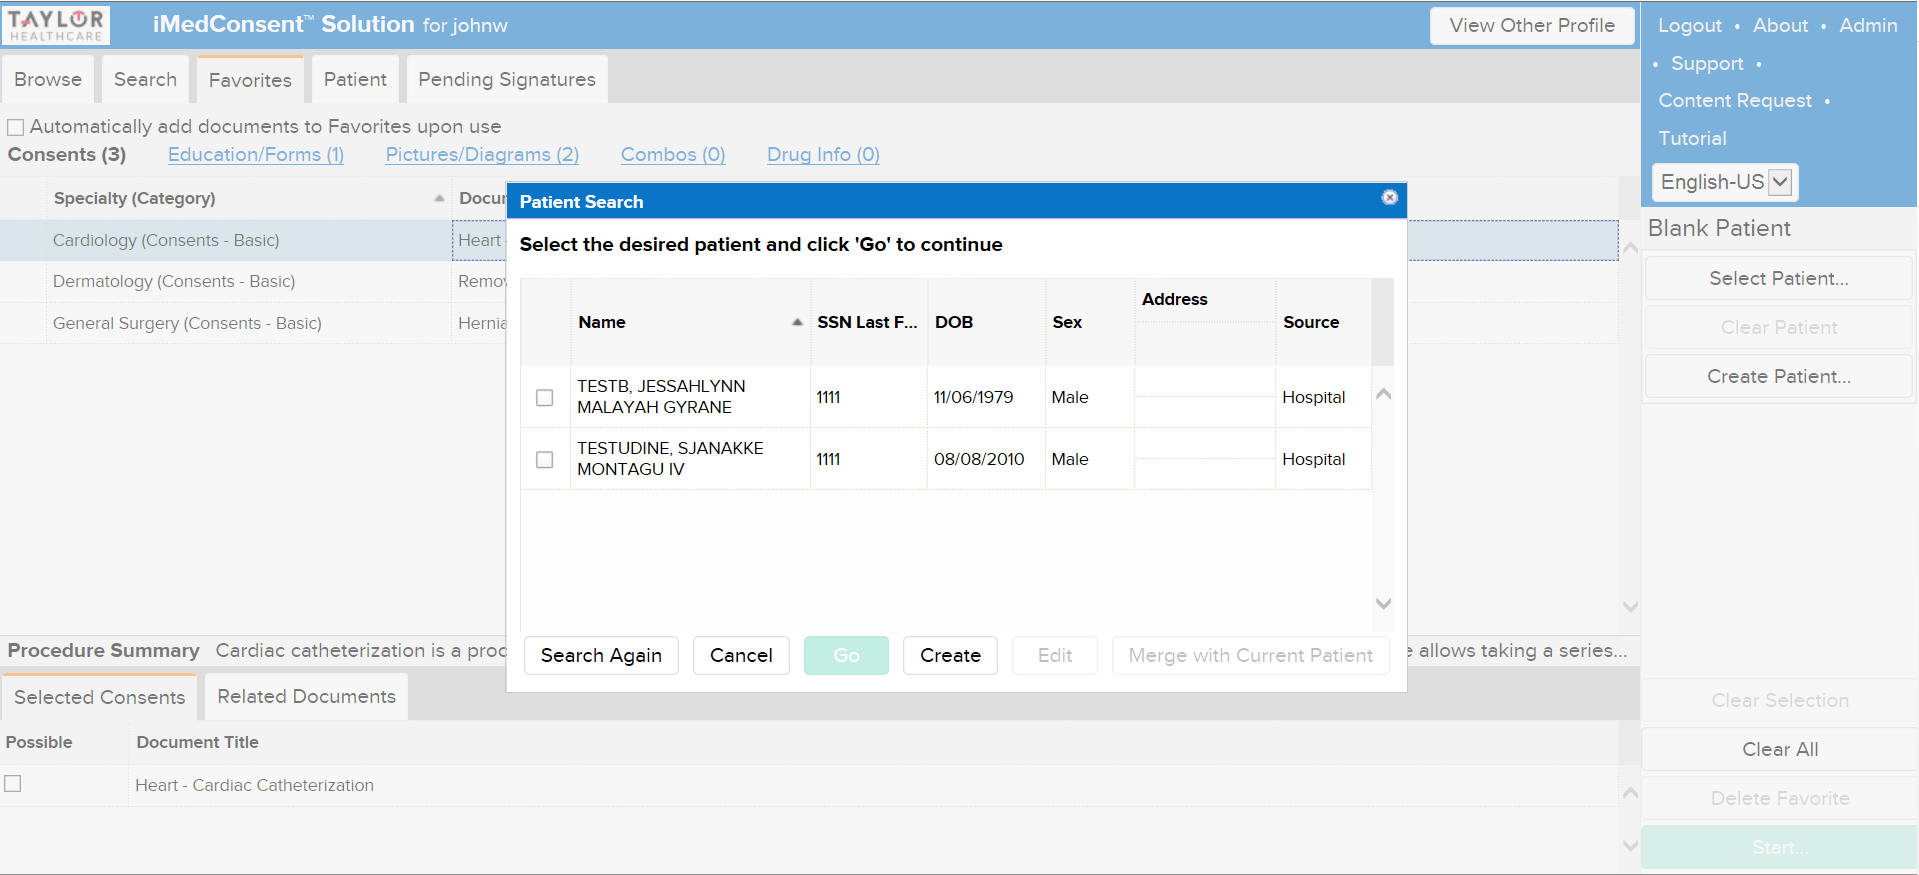 TAYLOR
HEALTHCARE
iMedConsent™ Solution for johnw
View Other Profile
Logout • About • Admin
• Support •
Content Request •
Tutorial
English-US
Browse
Search
Favorites
Patient
Pending Signatures
Automatically add documents to Favorites upon use
Consents (3)
Education/Forms (1)
Pictures/Diagrams (2)
Combos (0)
Drug Info (0)
Specialty (Category)
Docur
Cardiology (Consents - Basic)
Heart -
Dermatology (Consents - Basic)
Remov
General Surgery (Consents - Basic)
Hernia
Patient Search
Select the desired patient and click 'Go' to continue
Name
SSN Last F...
DOB
Sex
Address
Source
TESTB, JESSAHLYNN
MALAYAH GYRANE
1111
11/06/1979
Male
Hospital
TESTUDINE, SJANAKKE
MONTAGU IV
1111
08/08/2010
Male
Hospital
Search Again
Cancel
Go
Create
Edit
Merge with Current Patient
Blank Patient
Select Patient...
Clear Patient
Create Patient...
Procedure Summary Cardiac catheterization is a proc
e allows taking a series...
Selected Consents
Related Documents
Possible
Document Title
Heart - Cardiac Catheterization
Clear Selection
Clear All
Delete Favorite
Start...